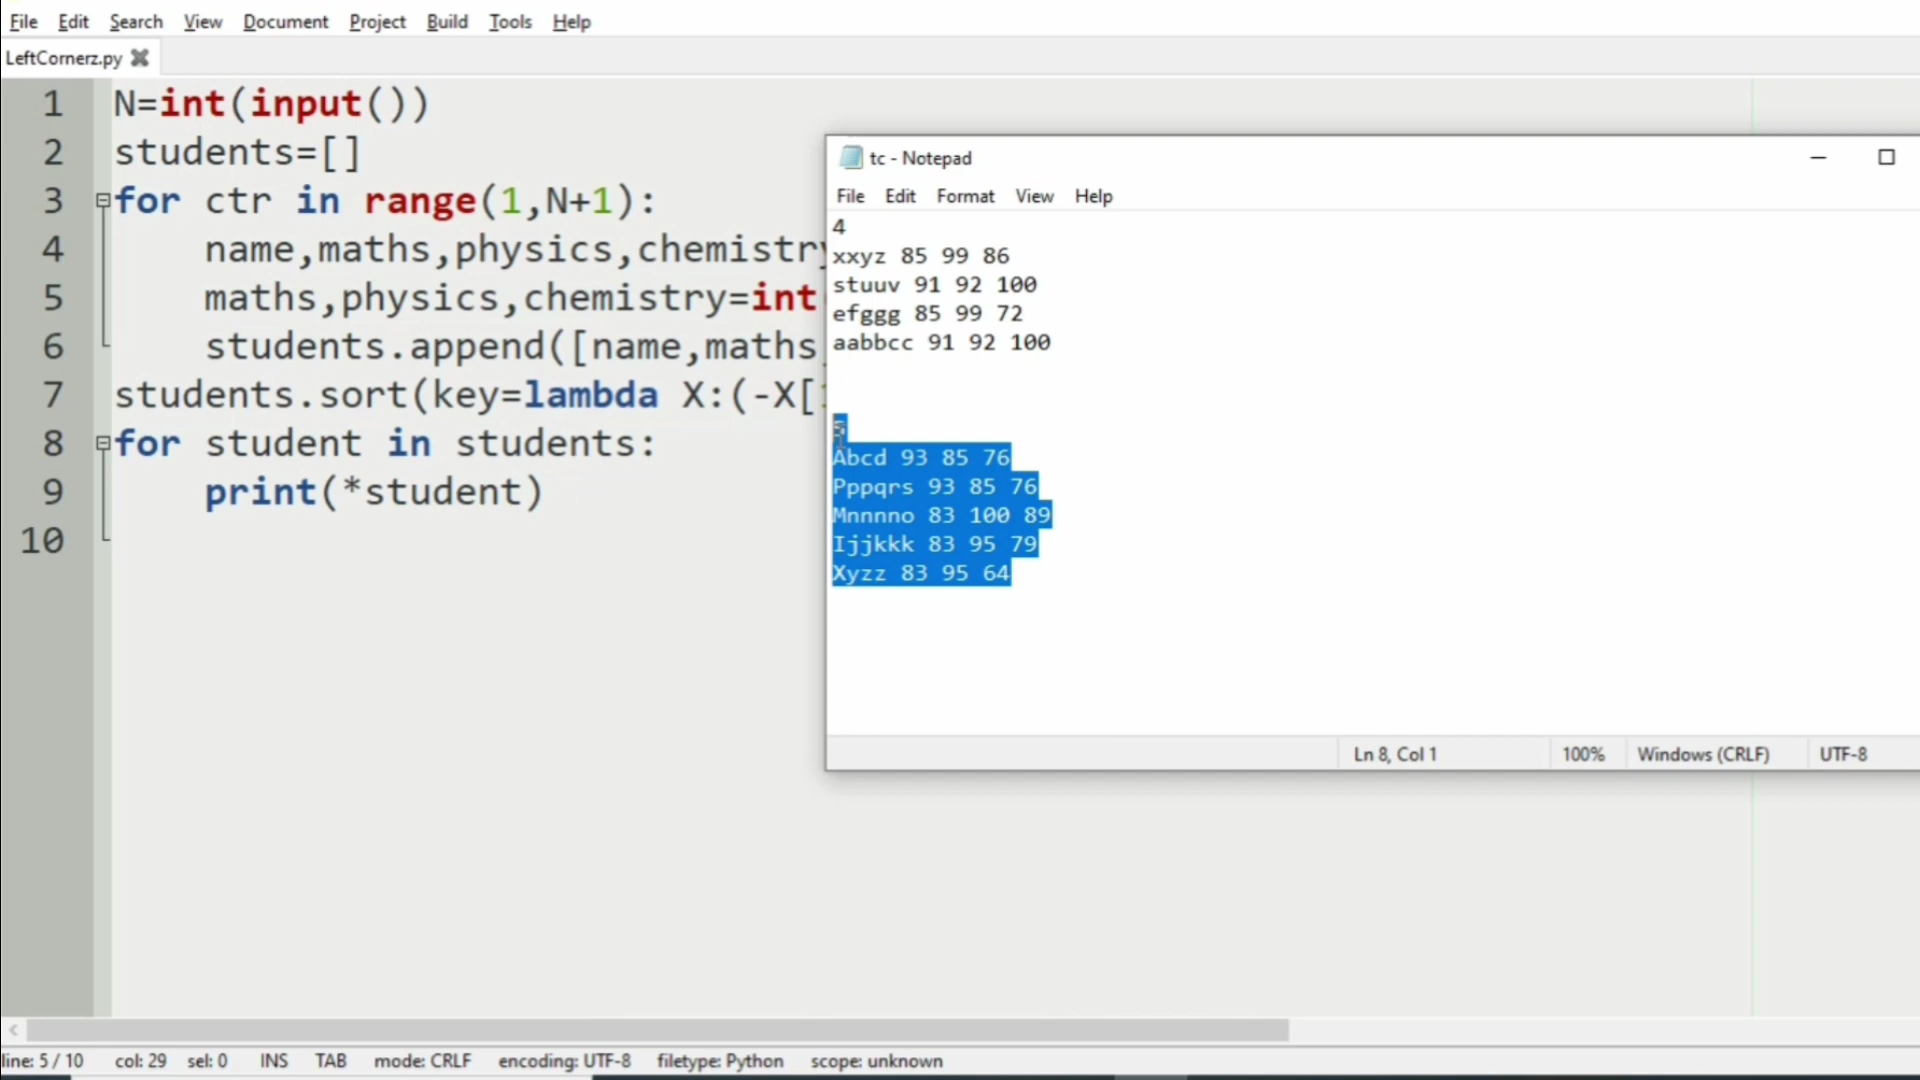 File Edit Search View Document Project Build Tools Help
LeftCornerz.py
1 N=int(input())
2 students=[]
3 for ctr in range(1,N+1):
4 name,maths,physics,chemistry
5 maths,physics,chemistry=int
6 students.append([name,maths
7 students.sort(key=lambda X:(-X[
8 for student in students:
9 print(*student)
10
tc - Notepad
File Edit Format View Help
4
xxyz 85 99 86
stuuv 91 92 100
efggg 85 99 72
aabbcc 91 92 100
5
Abcd 93 85 76
Pppqrs 93 85 76
Mnnnno 83 100 89
Ijjkkk 83 95 79
Xyzz 83 95 64
Ln 8, Col 1 100% Windows (CRLF) UTF-8
line: 5 / 10 col: 29 sel: 0 INS TAB mode: CRLF encoding: UTF-8 filetype: Python scope: unknown